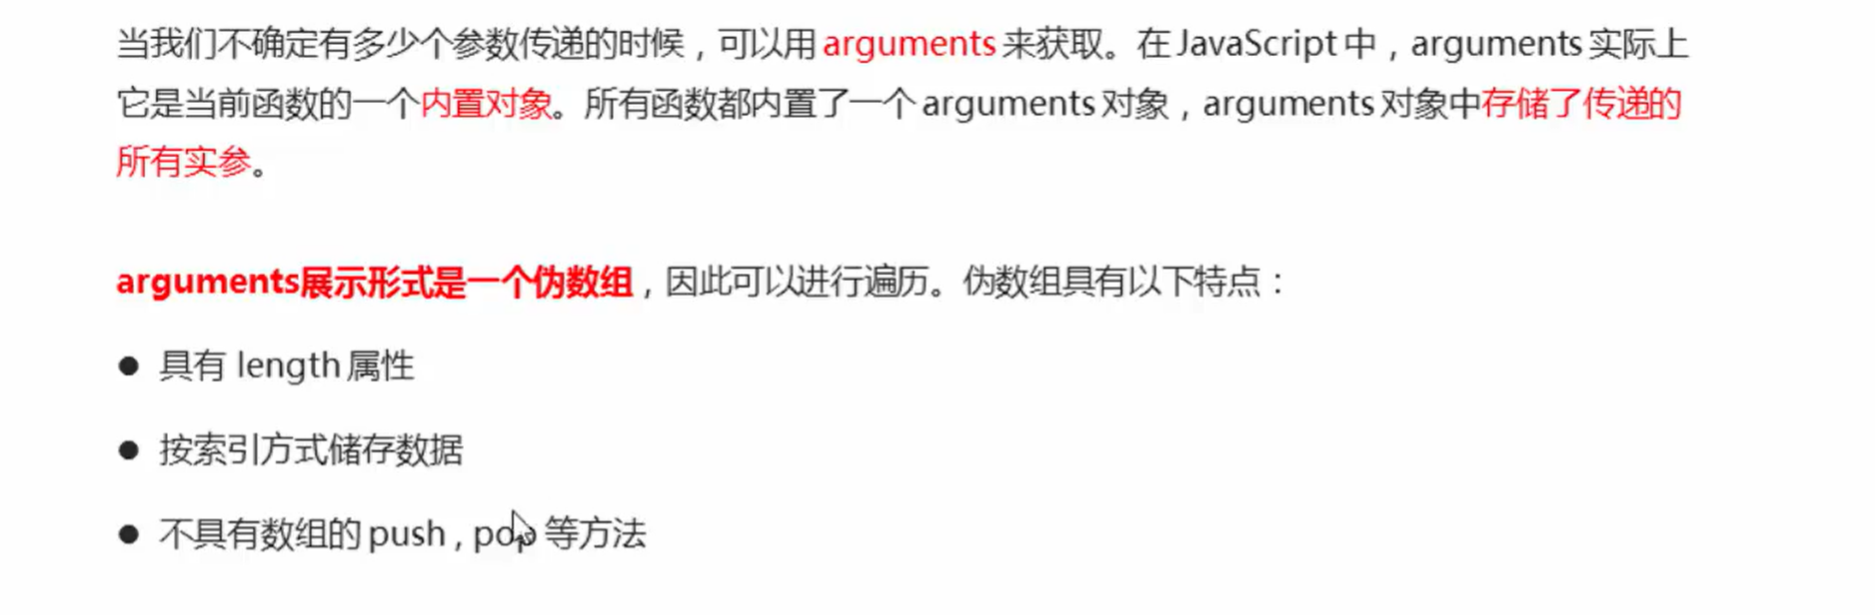 当我们不确定有多少个参数传递的时候，可以用 arguments 来获取。在 JavaScript 中，arguments 实际上
它是当前函数的一个内置对象。所有函数都内置了一个 arguments 对象，arguments 对象中存储了传递的
所有实参。
arguments展示形式是一个伪数组，因此可以进行遍历。伪数组具有以下特点：
● 具有 length 属性
● 按索引方式储存数据
● 不具有数组的 push , pop 等方法